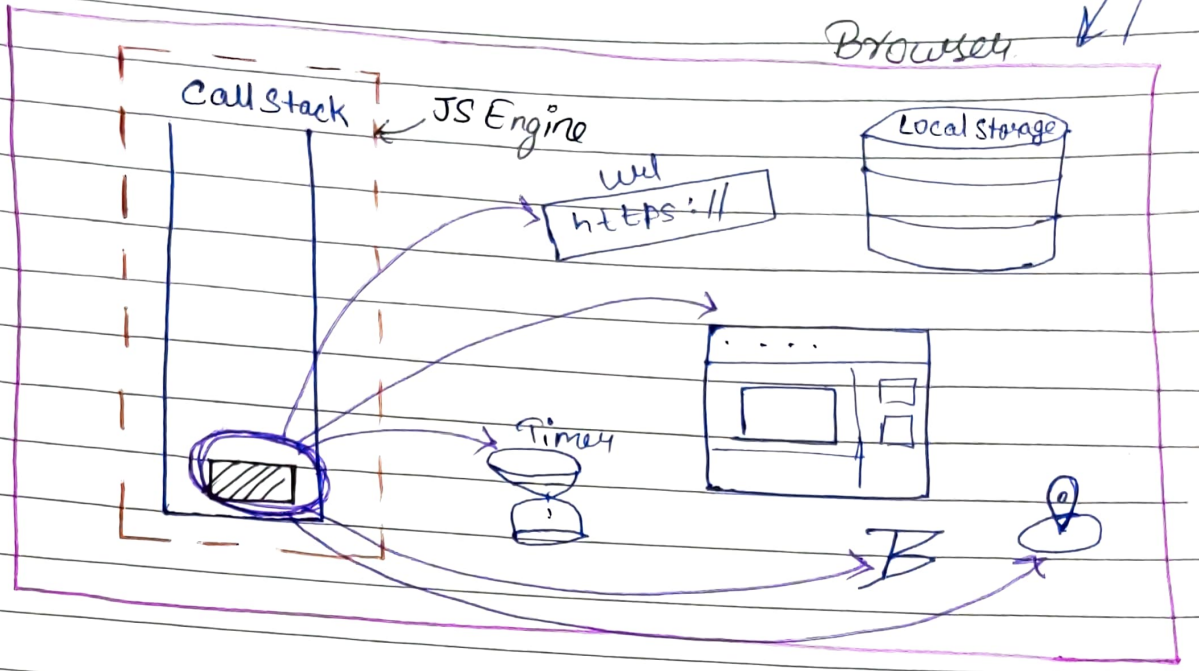 Browser
Call Stack
JS Engine
Local Storage
url
https://
Timer
B